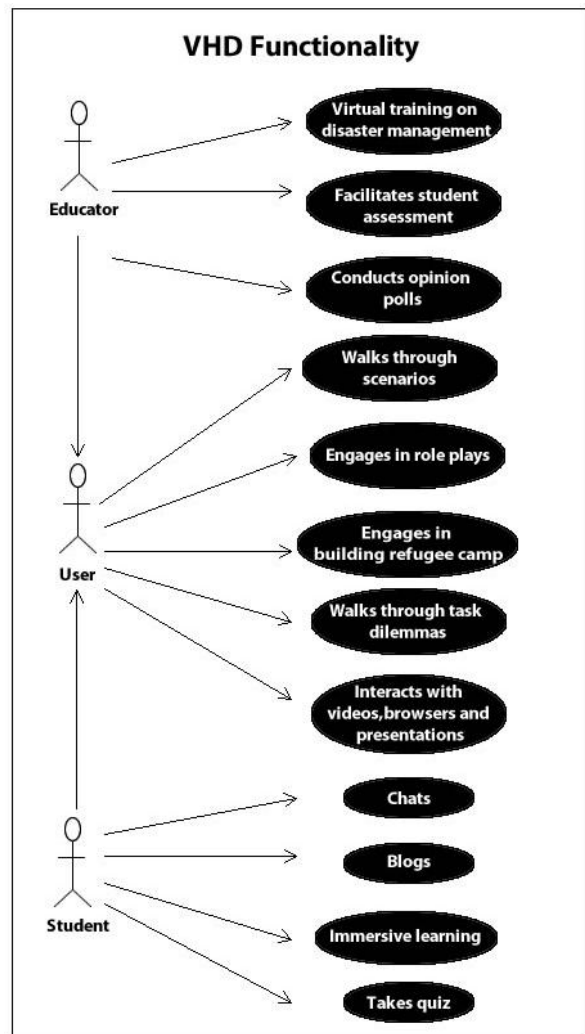 VHD Functionality
Virtual training on
disaster management
Educator
Facilitates student
assessment
Conducts opinion
polls
Walks through
scenarios
Engages in role plays
User
Engages in
building refugee camp
Walks through task
dilemmas
Interacts with
videos,browsers and
presentations
Chats
Blogs
Student
Immersive learning
Takes quiz